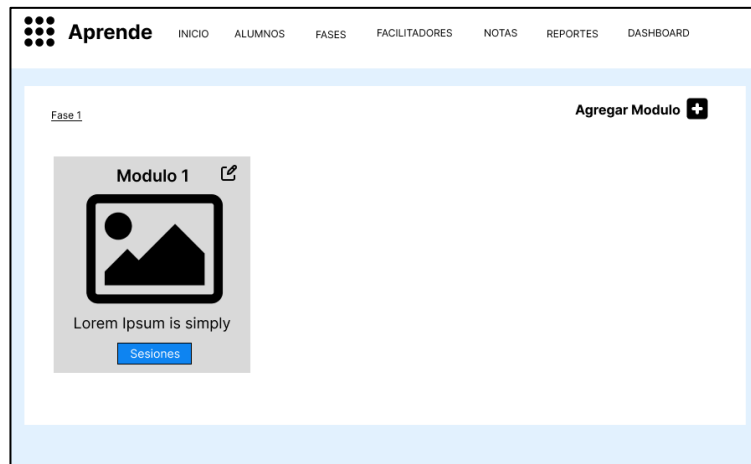 Aprende INICIO ALUMNOS FASES FACILITADORES NOTAS REPORTES DASHBOARD
Fase 1
Agregar Modulo
Modulo 1
Lorem Ipsum is simply
Sesiones